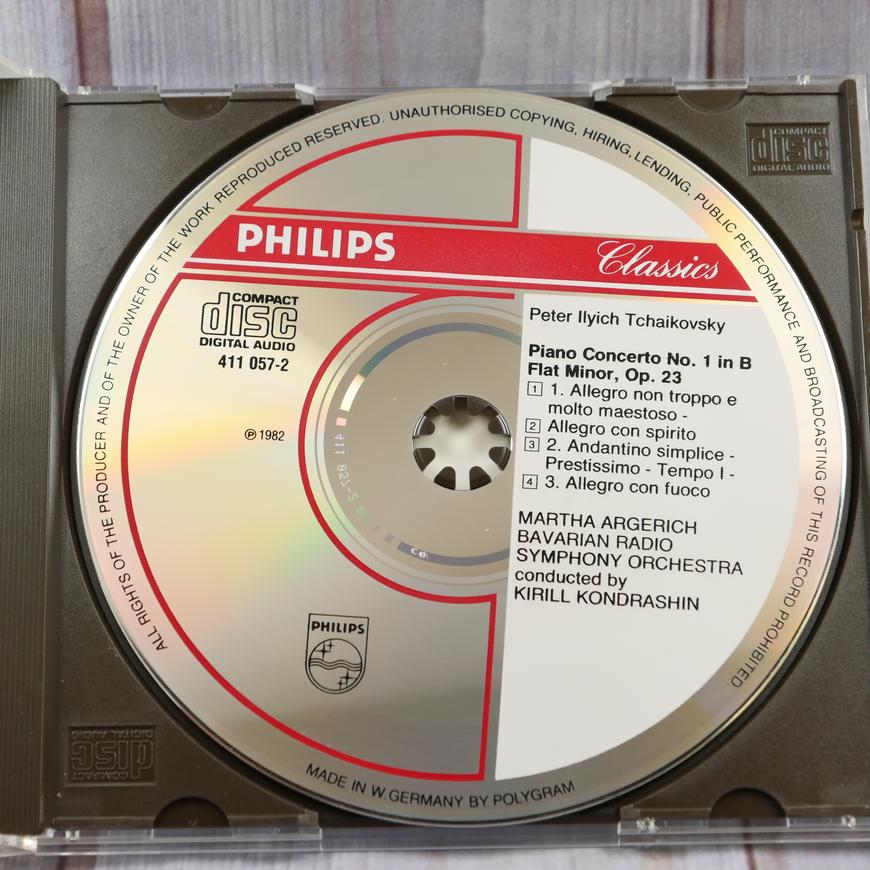 ALL RIGHTS OF THE PRODUCER AND OF THE OWNER OF THE WORK REPRODUCED RESERVED. UNAUTHORISED COPYING, HIRING, LENDING, PUBLIC PERFORMANCE AND BROADCASTING OF THIS RECORD PROHIBITED.
COMPACT
disc
DIGITAL AUDIO
PHILIPS
Classics
COMPACT
disc
DIGITAL AUDIO
411 057-2
℗ 1982
Peter Ilyich Tchaikovsky
Piano Concerto No. 1 in B
Flat Minor, Op. 23
1 1. Allegro non troppo e
molto maestoso -
2 Allegro con spirito
3 2. Andantino simplice -
Prestissimo - Tempo I -
4 3. Allegro con fuoco
MARTHA ARGERICH
BAVARIAN RADIO
SYMPHONY ORCHESTRA
conducted by
KIRILL KONDRASHIN
PHILIPS
COMPACT
disc
DIGITAL AUDIO
MADE IN W.GERMANY BY POLYGRAM